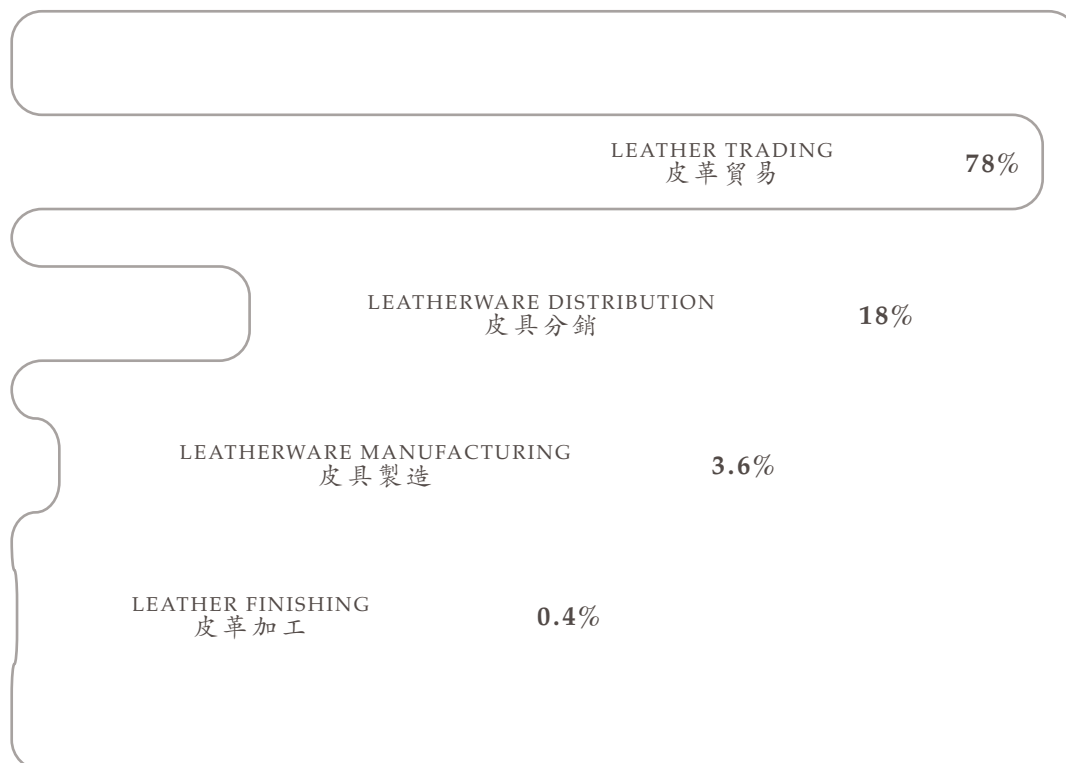 LEATHER TRADING
皮革貿易
78%
LEATHERWARE DISTRIBUTION
皮具分銷
18%
LEATHERWARE MANUFACTURING
皮具製造
3.6%
LEATHER FINISHING
皮革加工
0.4%